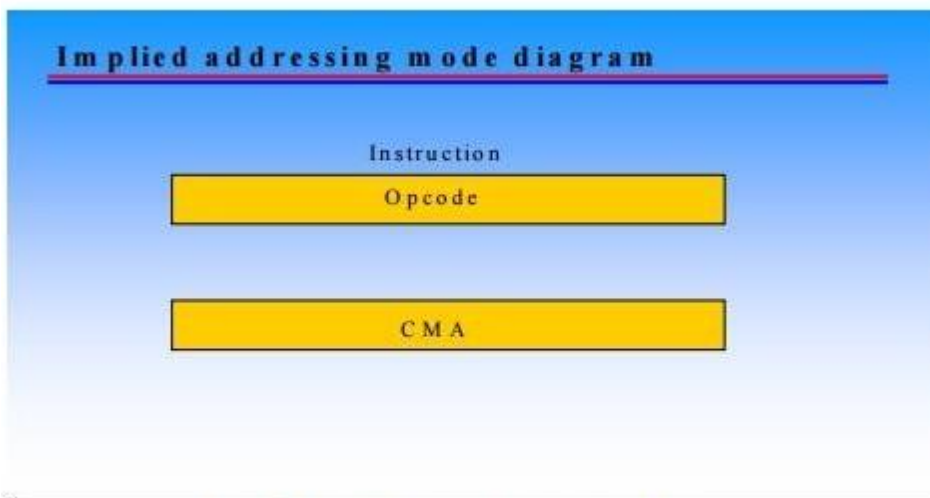 Implied addressing mode diagram
Instruction
Opcode
CMA